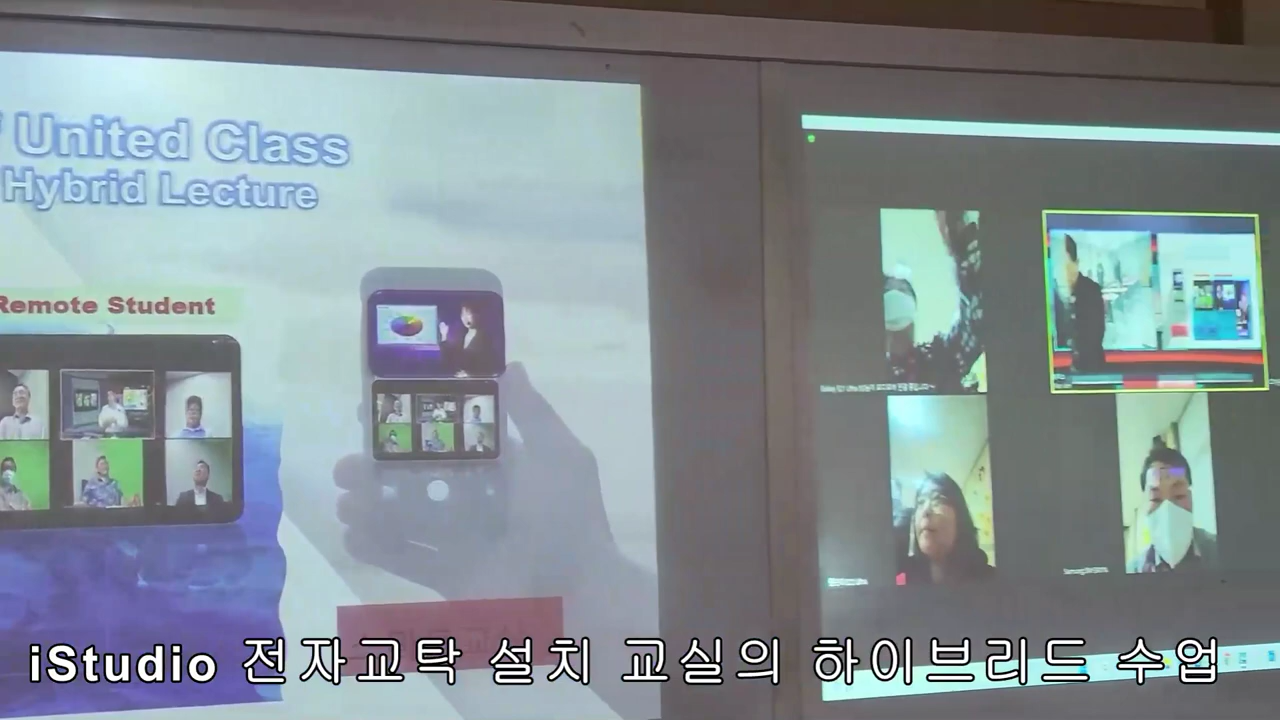 United Class
Hybrid Lecture
Remote Student
iStudio 전자교탁 설치 교실의 하이브리드 수업